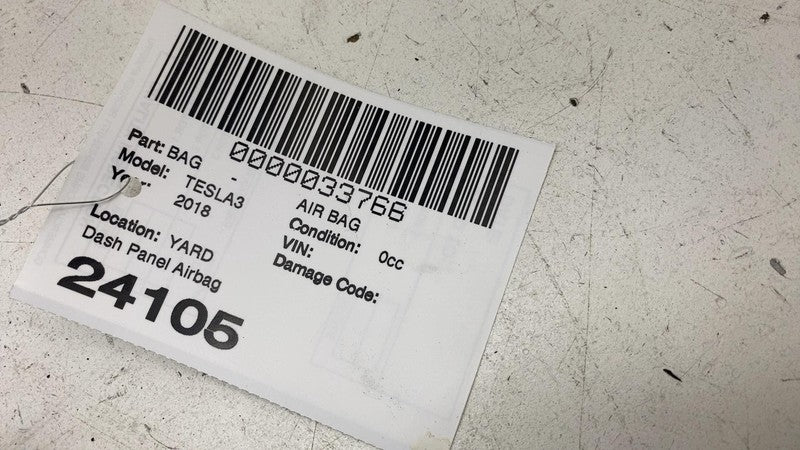 0000033766
Part: BAG - AIR BAG
Model: TESLA3 Condition: 0cc
Year: 2018 VIN:
Damage Code:
Location: YARD
Dash Panel Airbag
24105